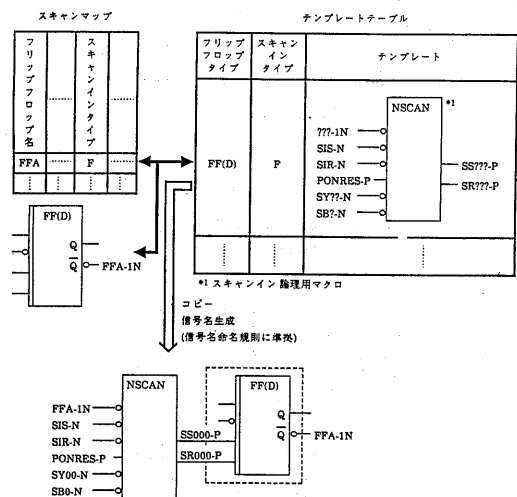 スキャンマップ
フリップフロップ名
………
スキャンインタイプ
………
FFA
………
F
………
テンプレートテーブル
フリップ
フロップ
タイプ
スキャン
イン
タイプ
テンプレート
FF(D)
F
NSCAN
*1
???-1N
SIS-N
SIR-N
PONRES-P
SY??-N
SB?-N
SS???-P
SR???-P
*1 スキャンイン論理用マクロ
FF(D)
Q
Q
FFA-1N
コピー
信号名生成
(信号名命名規則に準拠)
NSCAN
FFA-1N
SIS-N
SIR-N
PONRES-P
SY00-N
SB0-N
SS000-P
SR000-P
FF(D)
Q
Q
FFA-1N